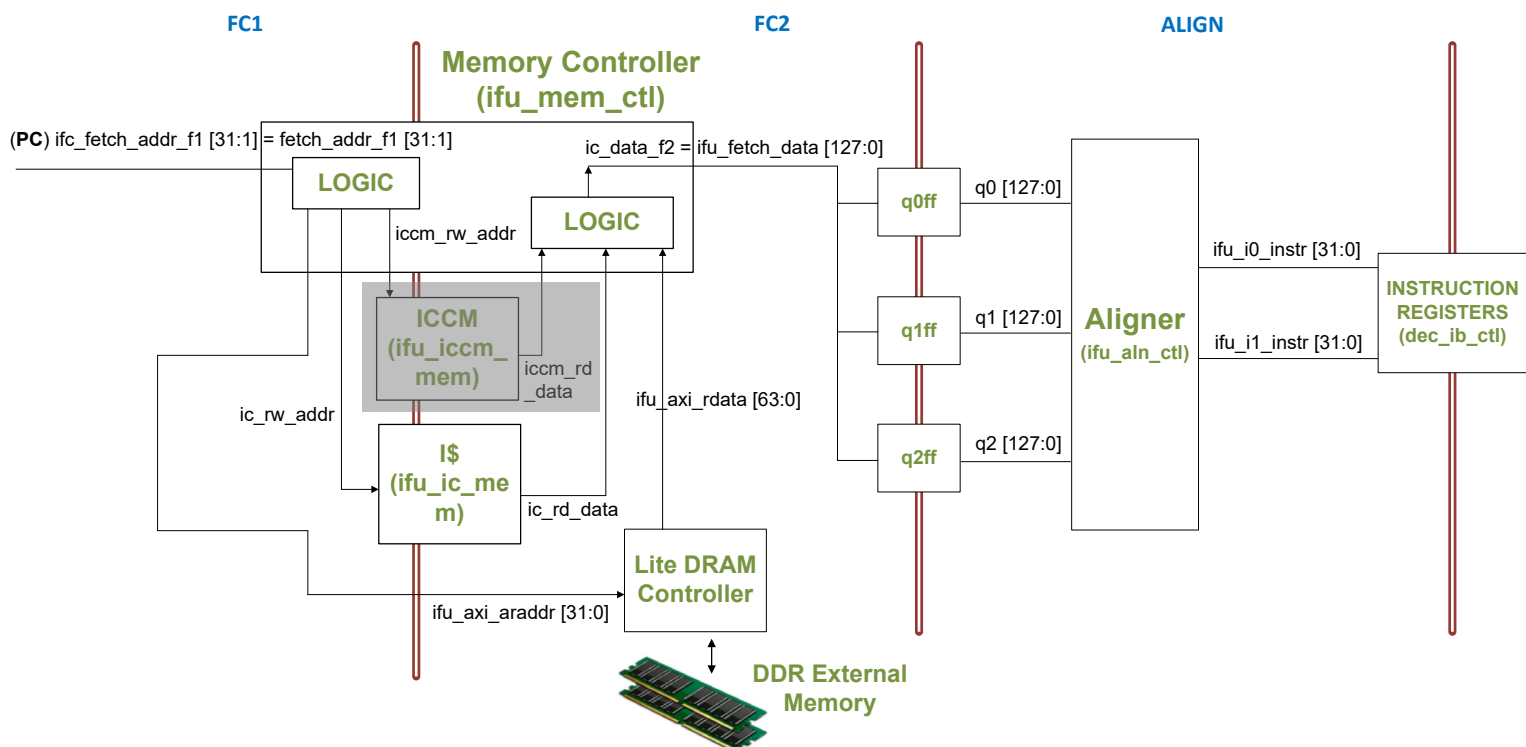 FC1
FC2
ALIGN
Memory Controller
(ifu_mem_ctl)
(PC) ifc_fetch_addr_f1 [31:1] = fetch_addr_f1 [31:1]
LOGIC
iccm_rw_addr
ic_data_f2 = ifu_fetch_data [127:0]
LOGIC
ICCM
(ifu_iccm_
mem)
iccm_rd
_data
ic_rw_addr
I$
(ifu_ic_me
m)
ic_rd_data
ifu_axi_rdata [63:0]
Lite DRAM
Controller
ifu_axi_araddr [31:0]
DDR External
Memory
q0ff
q0 [127:0]
q1ff
q1 [127:0]
q2ff
q2 [127:0]
Aligner
(ifu_aln_ctl)
ifu_i0_instr [31:0]
ifu_i1_instr [31:0]
INSTRUCTION
REGISTERS
(dec_ib_ctl)